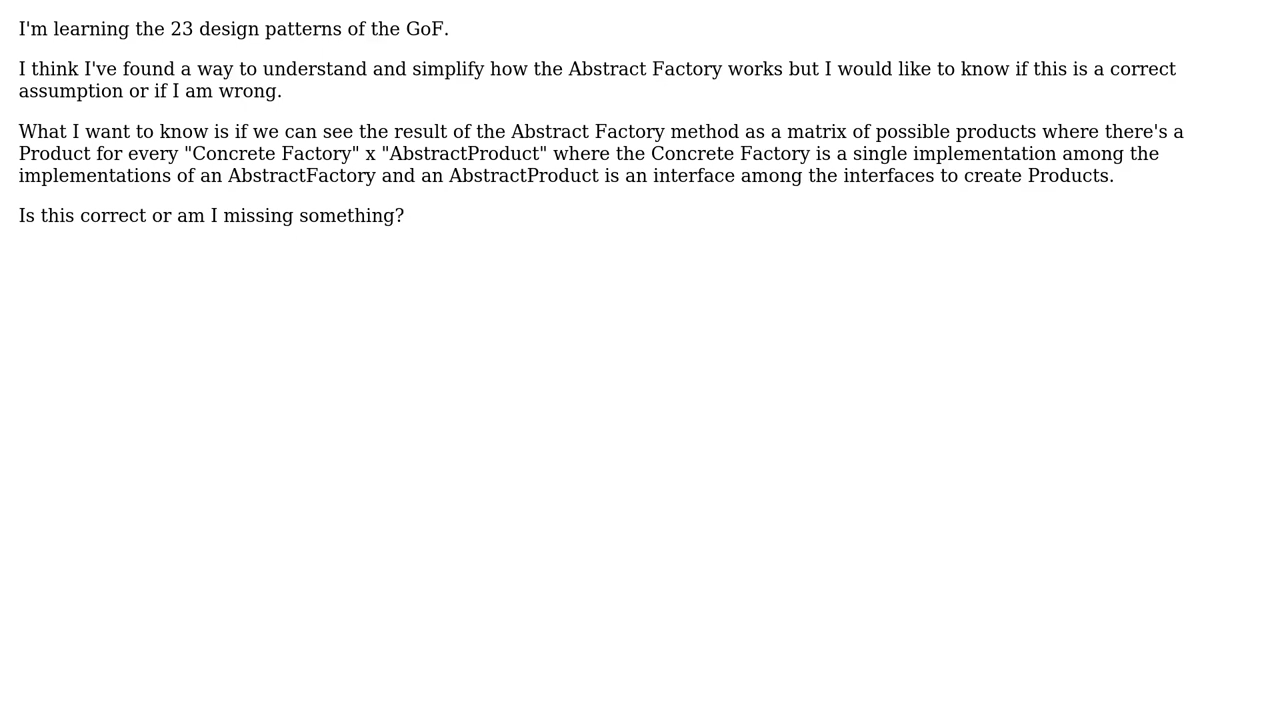 I'm learning the 23 design patterns of the GoF.
I think I've found a way to understand and simplify how the Abstract Factory works but I would like to know if this is a correct
assumption or if I am wrong.
What I want to know is if we can see the result of the Abstract Factory method as a matrix of possible products where there's a
Product for every "Concrete Factory" x "AbstractProduct" where the Concrete Factory is a single implementation among the
implementations of an AbstractFactory and an AbstractProduct is an interface among the interfaces to create Products.
Is this correct or am I missing something?